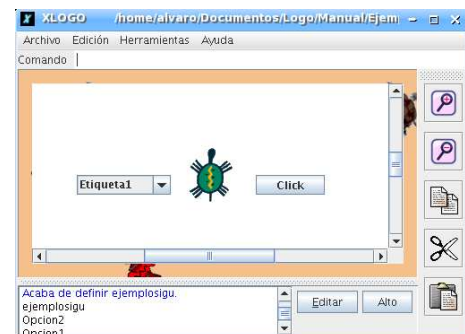 XLOGO /home/alvaro/Documentos/Logo/Manual/Ejem
Archivo Edición Herramientas Ayuda
Comando
Etiqueta1 Click
Acaba de definir ejemplosigu.
ejemplosigu
Opcion2
Opcion1
Editar Alto